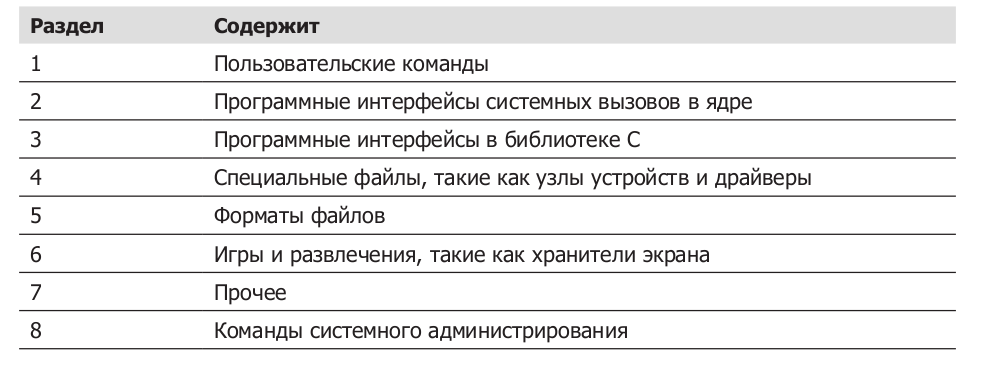 Раздел Содержит
1 Пользовательские команды
2 Программные интерфейсы системных вызовов в ядре
3 Программные интерфейсы в библиотеке C
4 Специальные файлы, такие как узлы устройств и драйверы
5 Форматы файлов
6 Игры и развлечения, такие как хранители экрана
7 Прочее
8 Команды системного администрирования